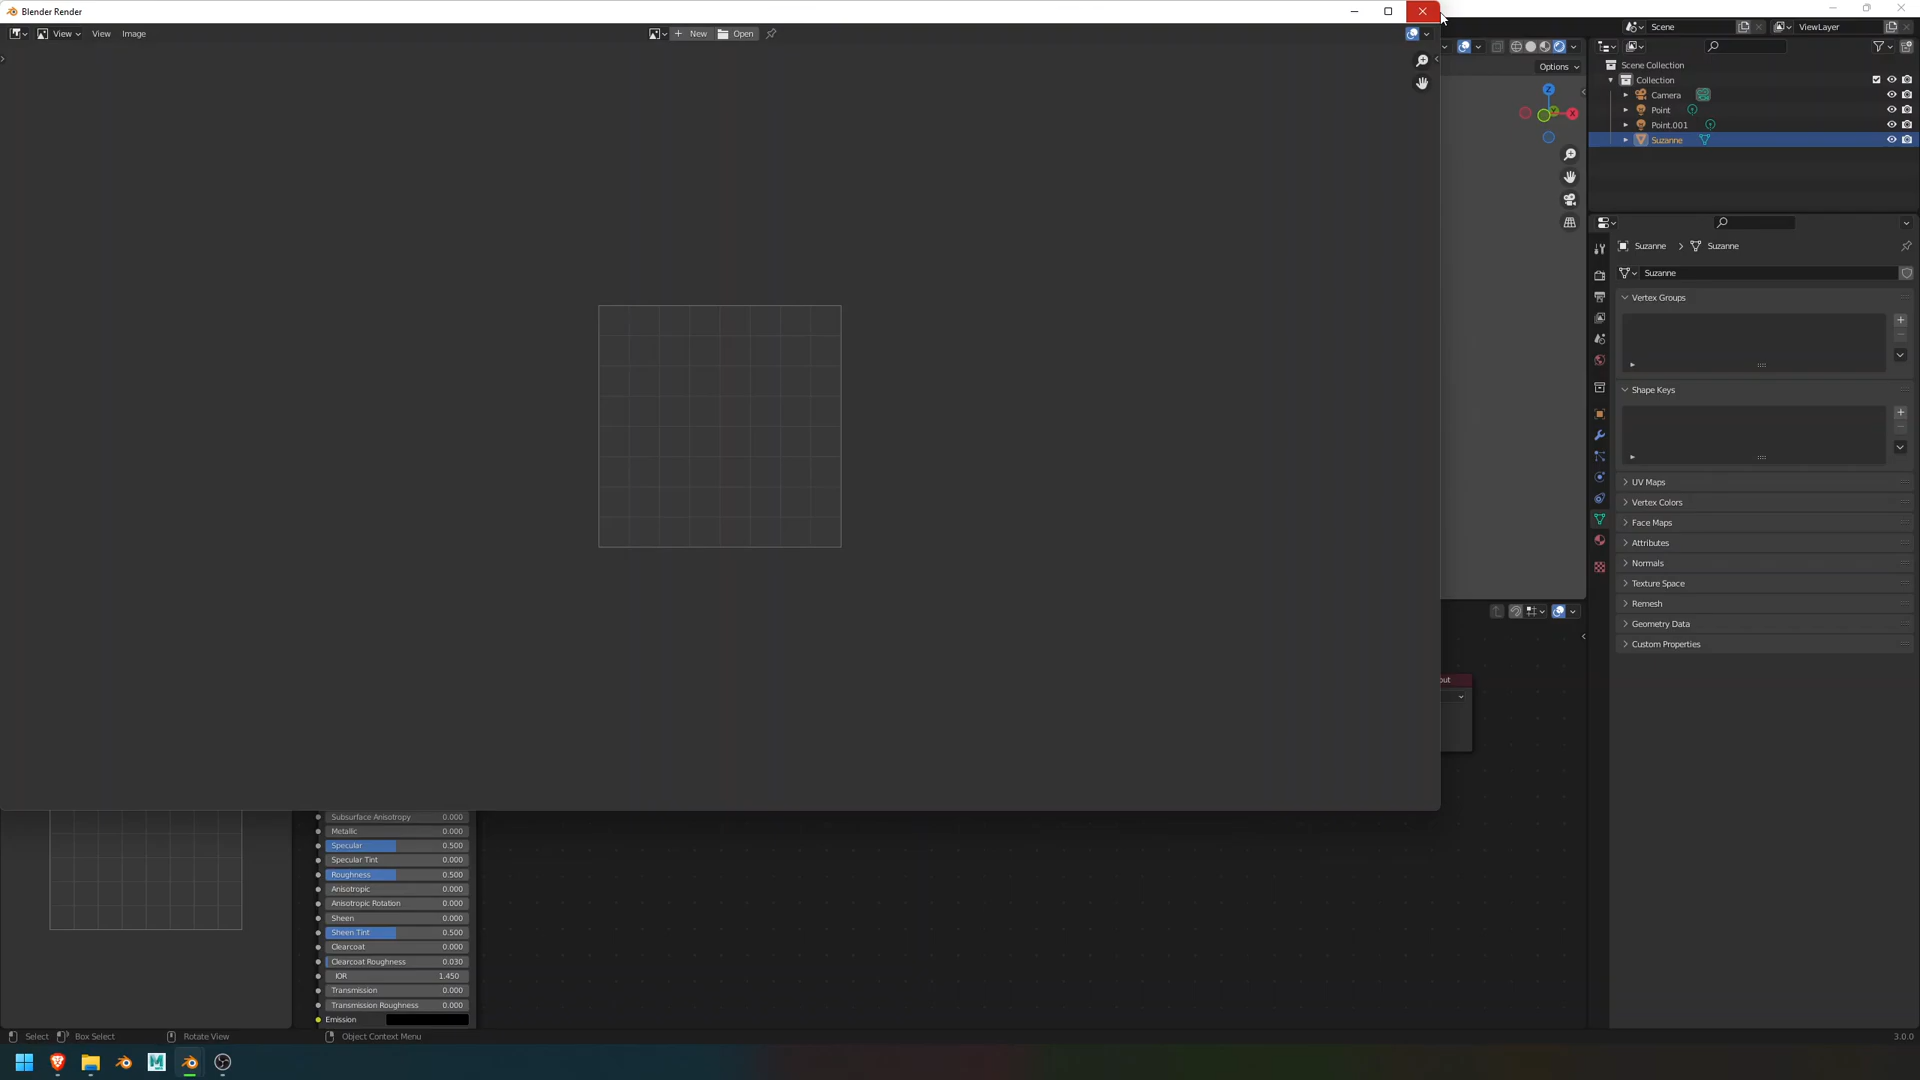 Blender Render
View View Image New Open
Scene ViewLayer
Options
Z
X
Scene Collection
Collection
Camera
Point
Point.001
Suzanne
Suzanne Suzanne
Suzanne
Vertex Groups
Shape Keys
UV Maps
Vertex Colors
Face Maps
Attributes
Normals
Texture Space
Remesh
Geometry Data
Custom Properties
out
Subsurface Anisotropy 0.000
Metallic 0.000
Specular 0.500
Specular Tint 0.000
Roughness 0.500
Anisotropic 0.000
Anisotropic Rotation 0.000
Sheen 0.000
Sheen Tint 0.500
Clearcoat 0.000
Clearcoat Roughness 0.030
IOR 1.450
Transmission 0.000
Transmission Roughness 0.000
Emission
Select Box Select Rotate View Object Context Menu 3.0.0